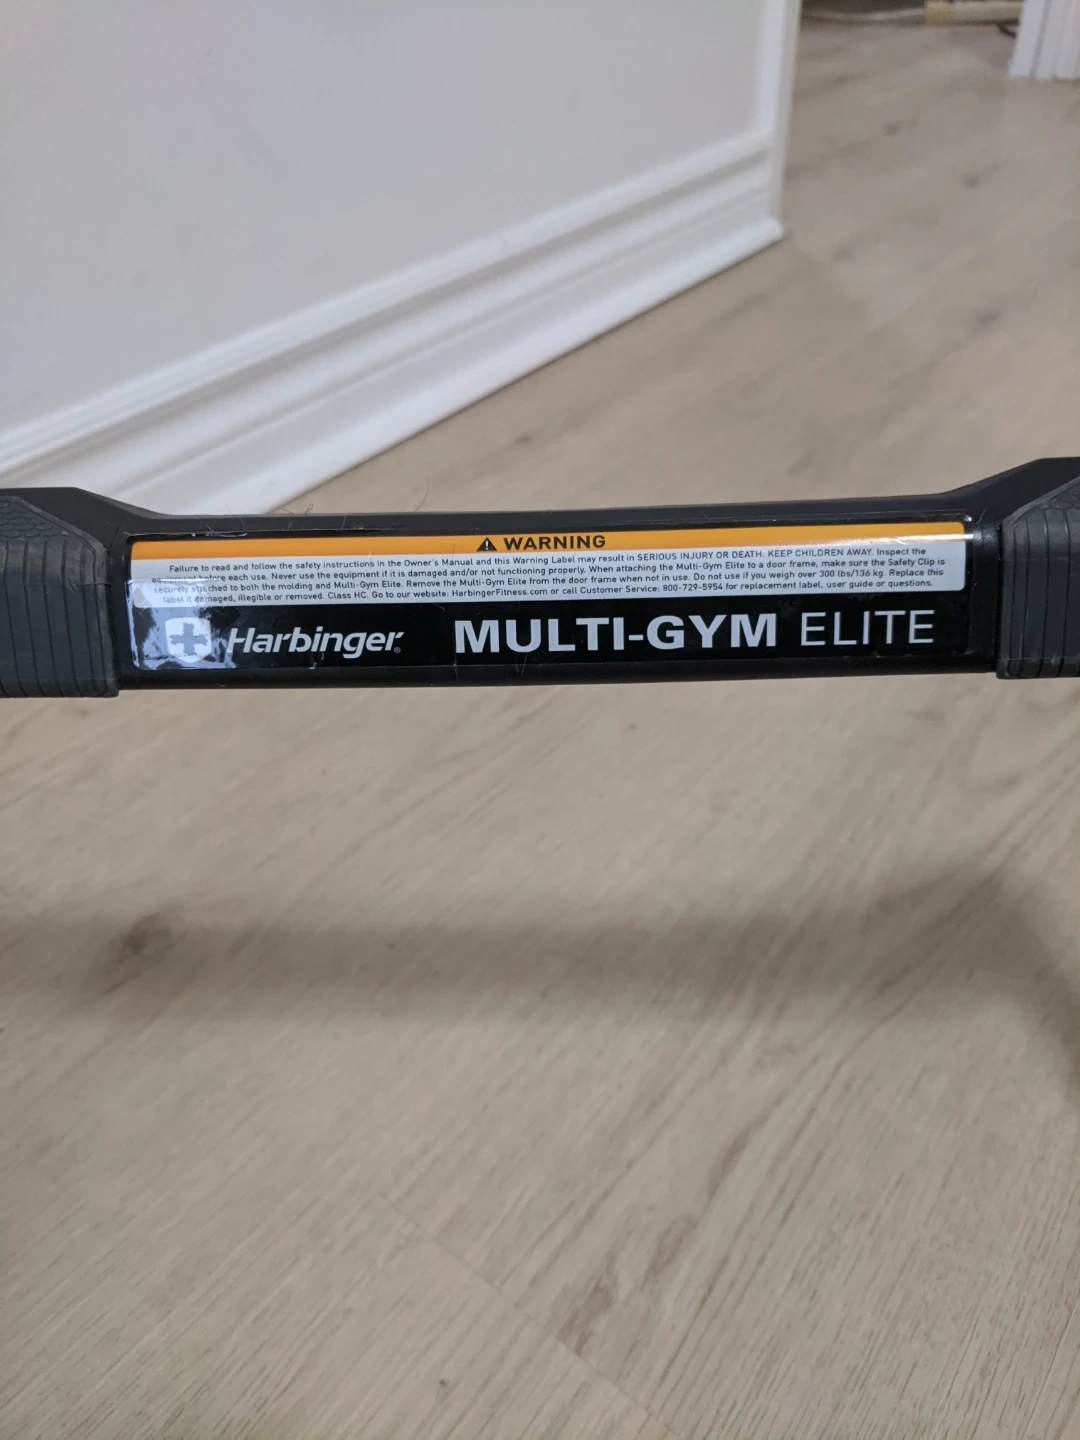 ⚠ WARNING
Failure to read and follow the safety instructions in the Owner's Manual and this Warning Label may result in SERIOUS INJURY OR DEATH. KEEP CHILDREN AWAY. Inspect the
equipment before each use. Never use the equipment if it is damaged and/or not functioning properly. When attaching the Multi-Gym Elite to a door frame, make sure the Safety Clip is
securely attached to both the molding and Multi-Gym Elite. Remove the Multi-Gym Elite from the door frame when not in use. Do not use if you weigh over 300 lbs/136 kg. Replace this
label if damaged, illegible or removed. Class HC. Go to our website: HarbingerFitness.com or call Customer Service: 800-729-5954 for replacement label, user guide or questions.
Harbinger® MULTI-GYM ELITE